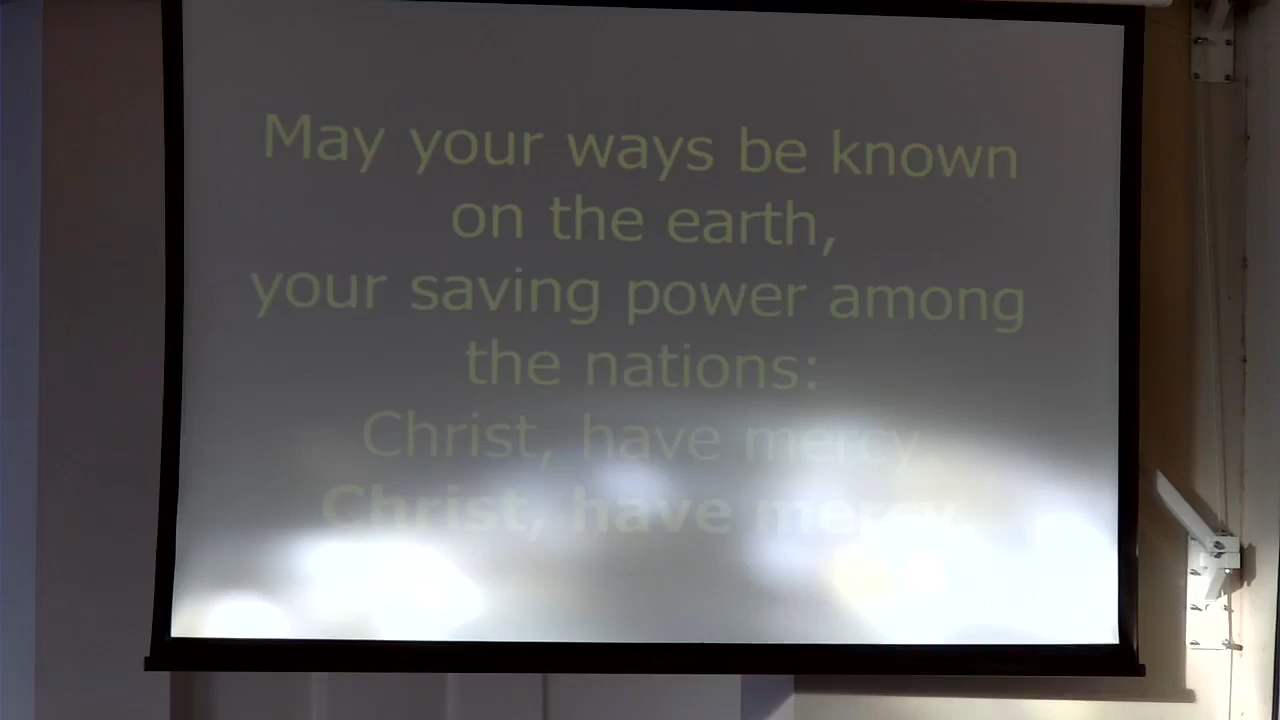 May your ways be known
on the earth,
your saving power among
the nations:
Christ, have mercy.
Christ, have mercy.